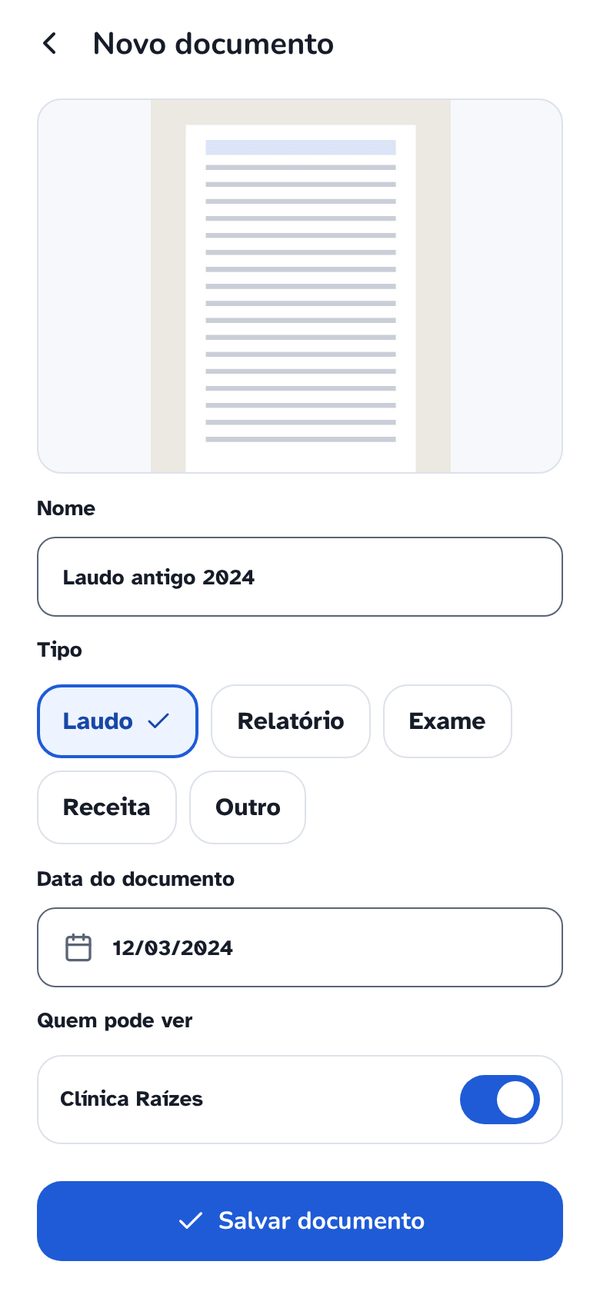 Novo documento
Nome
Laudo antigo 2024
Tipo
Laudo
Relatório
Exame
Receita
Outro
Data do documento
12/03/2024
Quem pode ver
Clínica Raízes
Salvar documento